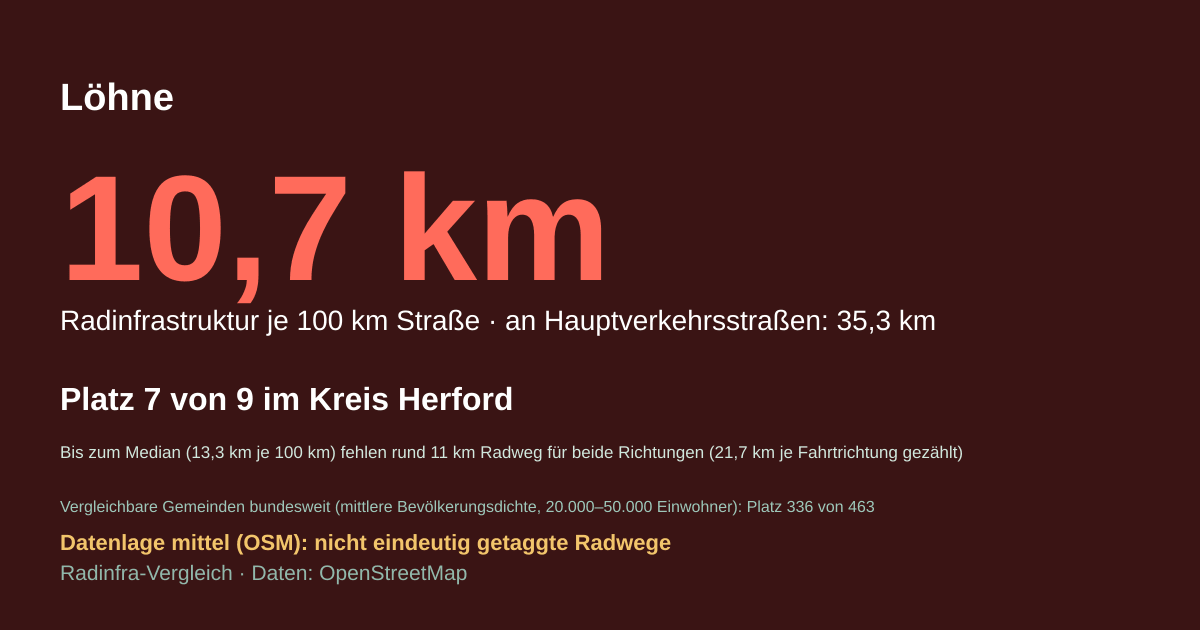 Löhne
10,7 km
Radinfrastruktur je 100 km Straße · an Hauptverkehrsstraßen: 35,3 km
Platz 7 von 9 im Kreis Herford
Bis zum Median (13,3 km je 100 km) fehlen rund 11 km Radweg für beide Richtungen (21,7 km je Fahrtrichtung gezählt)
Vergleichbare Gemeinden bundesweit (mittlere Bevölkerungsdichte, 20.000–50.000 Einwohner): Platz 336 von 463
Datenlage mittel (OSM): nicht eindeutig getaggte Radwege
Radinfra-Vergleich · Daten: OpenStreetMap